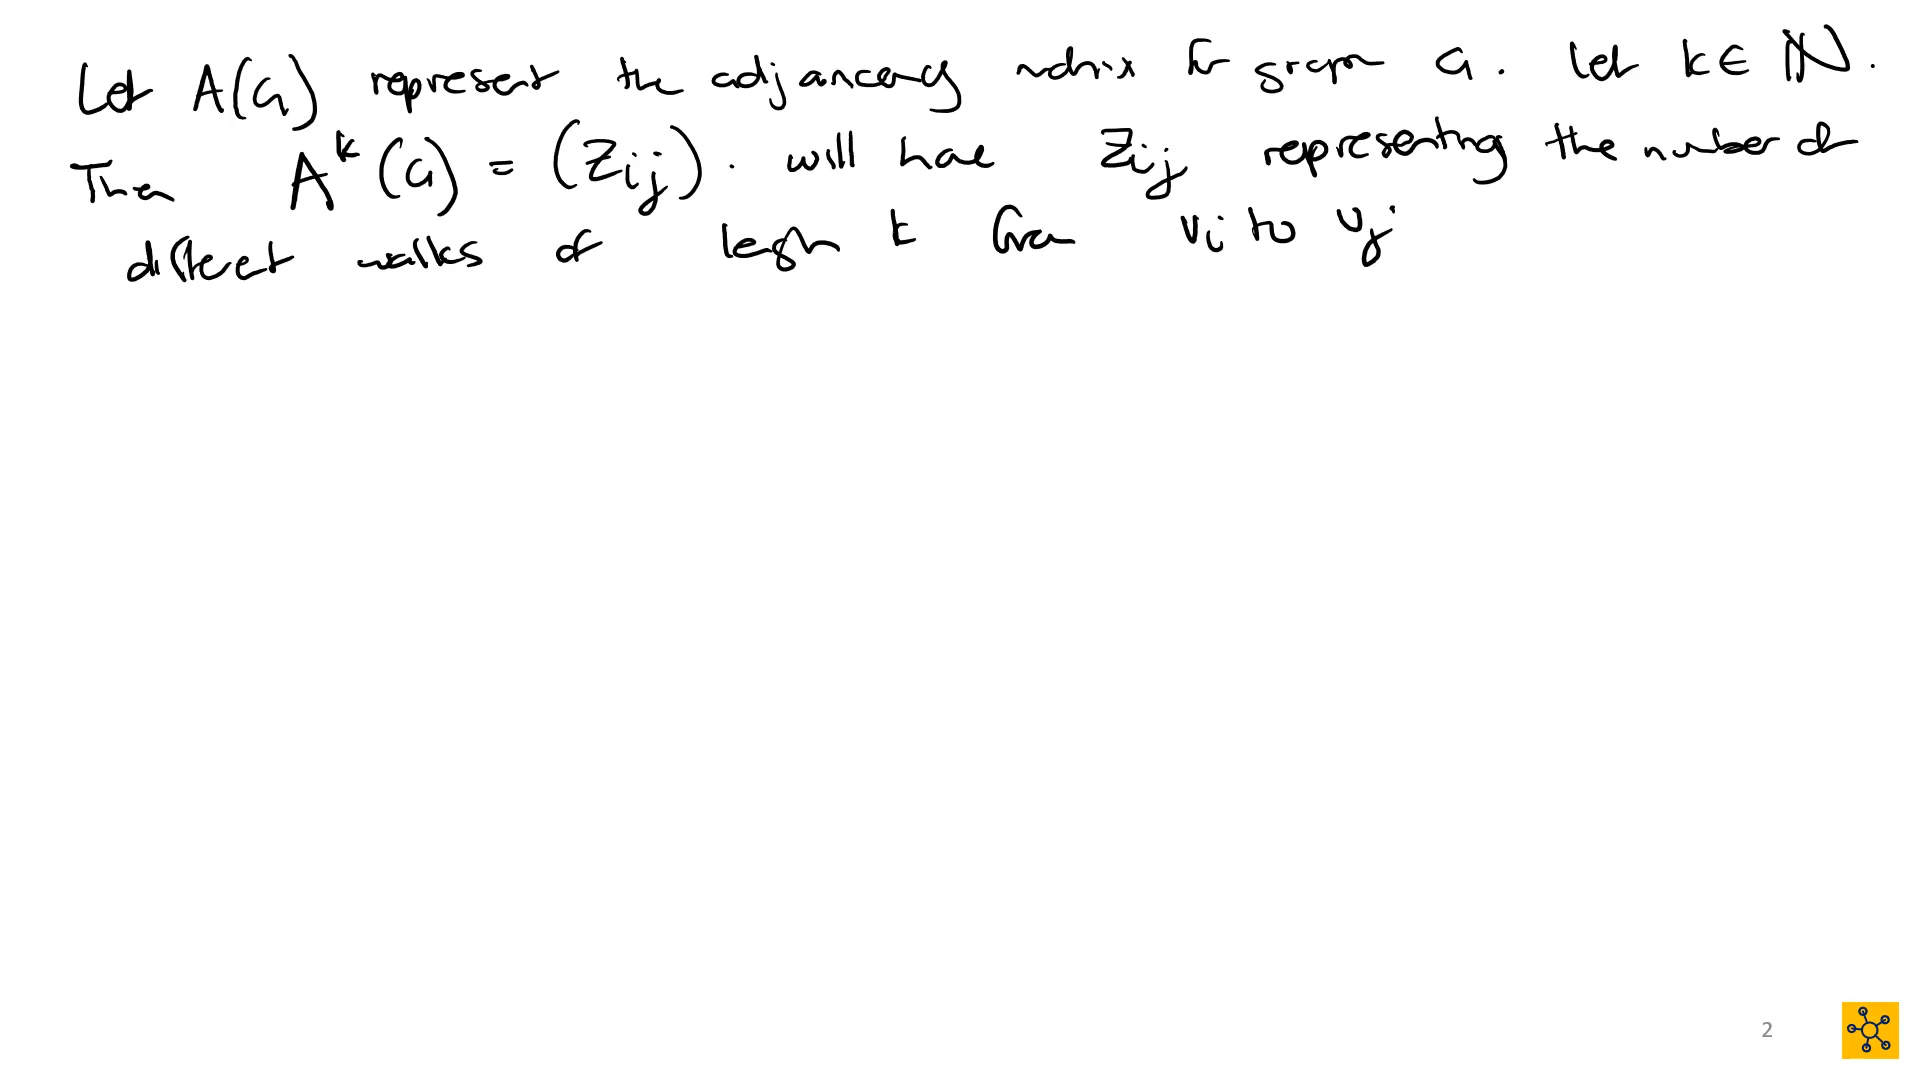 Let A(G) represent the adjancency matrix for graph G. Let k ∈ ℕ.
Then A^k (G) = (Z_ij). will have Z_ij representing the number of
different walks of length k from v_i to v_j
2